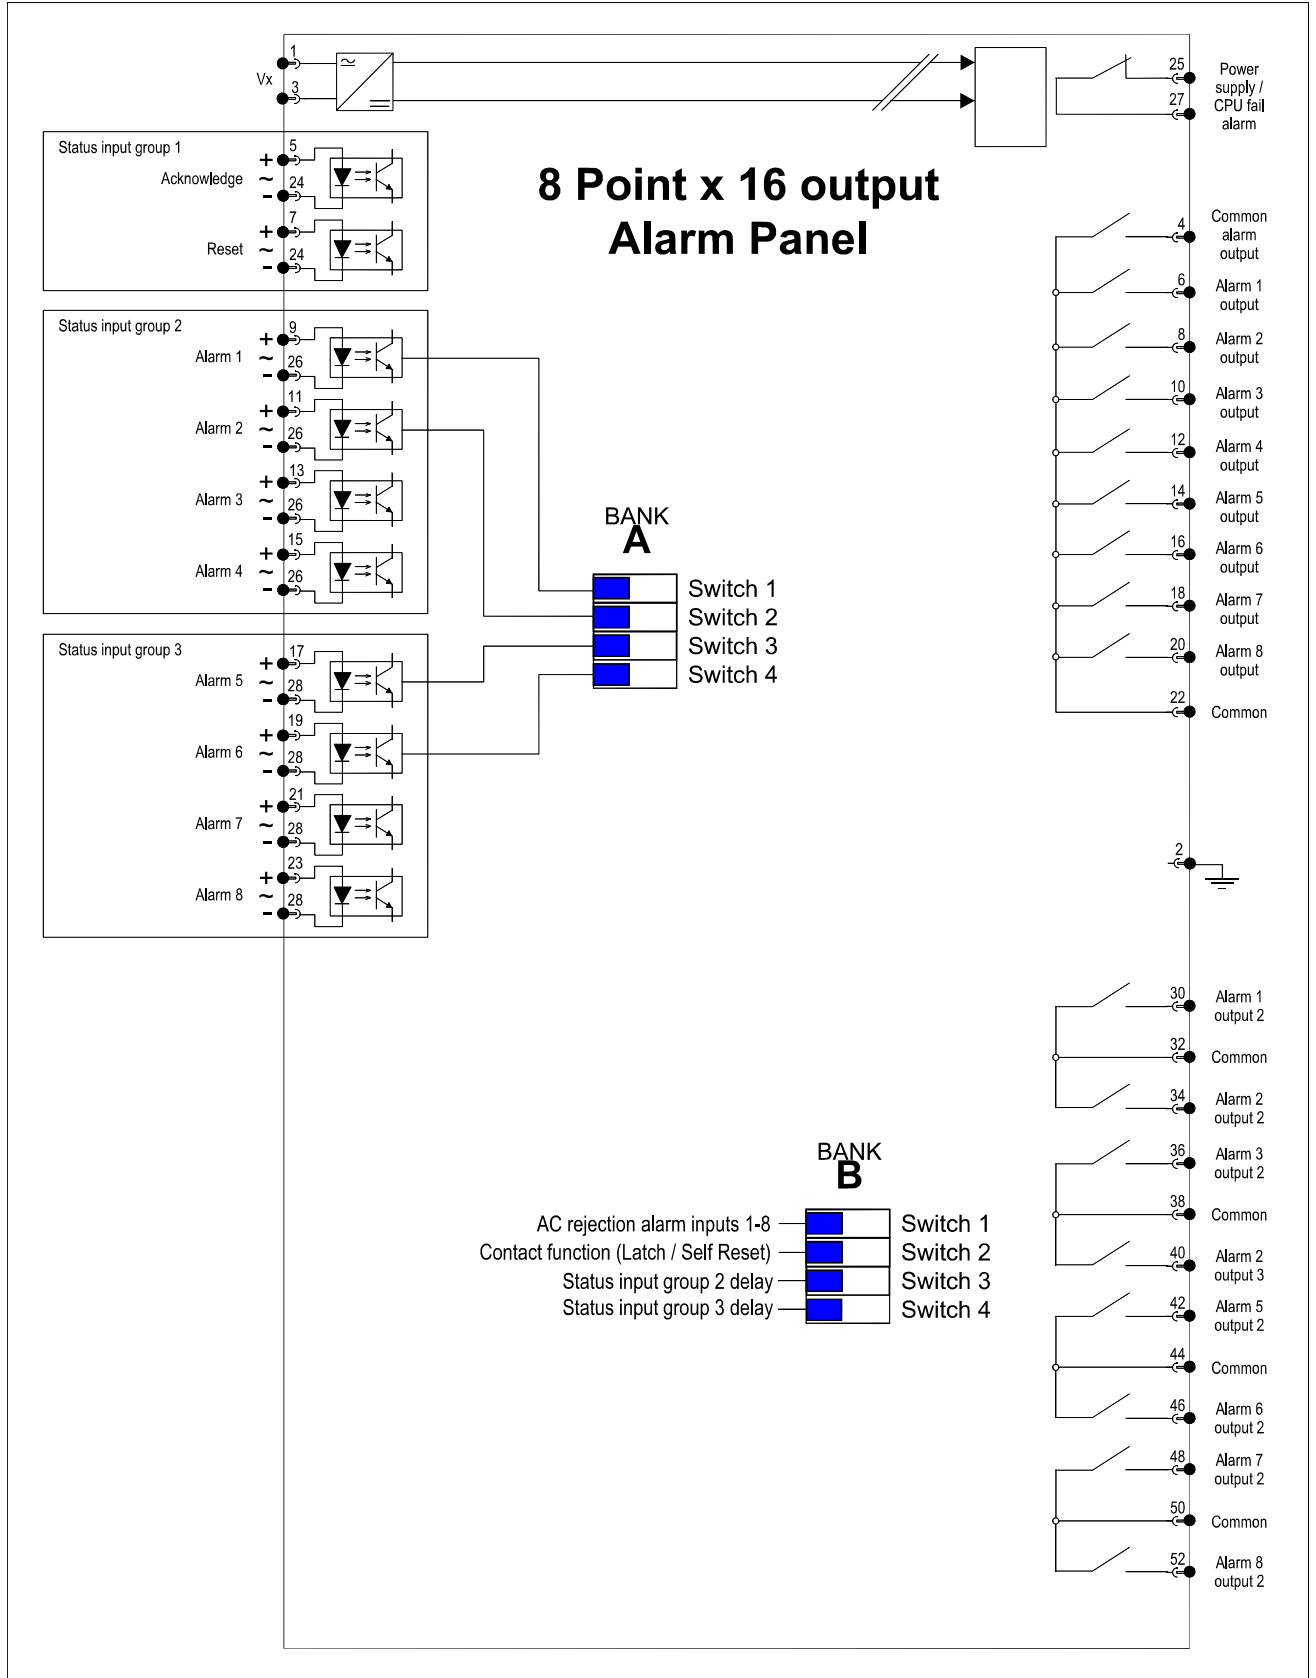 1
Vx
3
25
Power
supply /
27
CPU fail
alarm
8 Point x 16 output
Alarm Panel
Status input group 1
5
+
Acknowledge ~
24
-
7
+
Reset ~
24
-
Status input group 2
9
+
Alarm 1 ~
26
-
11
+
Alarm 2 ~
26
-
13
+
Alarm 3 ~
26
-
15
+
Alarm 4 ~
26
-
Status input group 3
17
+
Alarm 5 ~
28
-
19
+
Alarm 6 ~
28
-
21
+
Alarm 7 ~
28
-
23
+
Alarm 8 ~
28
-
BANK
A
Switch 1
Switch 2
Switch 3
Switch 4
4
Common
alarm
output
6
Alarm 1
output
8
Alarm 2
output
10
Alarm 3
output
12
Alarm 4
output
14
Alarm 5
output
16
Alarm 6
output
18
Alarm 7
output
20
Alarm 8
output
22
Common
2
30
Alarm 1
output 2
32
Common
34
Alarm 2
output 2
36
Alarm 3
output 2
38
Common
40
Alarm 2
output 3
42
Alarm 5
output 2
44
Common
46
Alarm 6
output 2
48
Alarm 7
output 2
50
Common
52
Alarm 8
output 2
BANK
B
AC rejection alarm inputs 1-8 Switch 1
Contact function (Latch / Self Reset) Switch 2
Status input group 2 delay Switch 3
Status input group 3 delay Switch 4